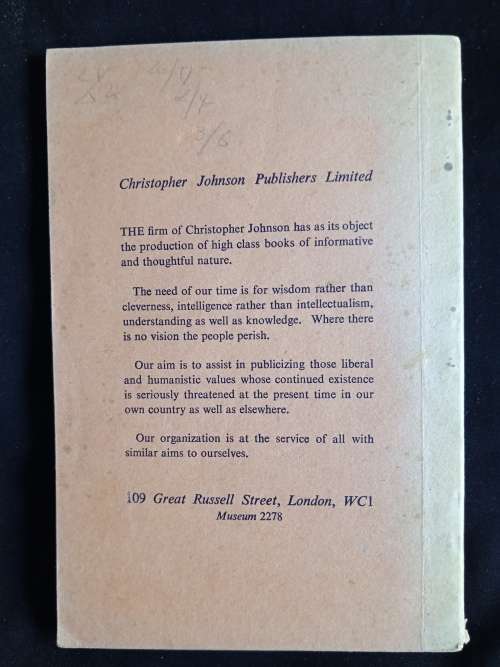 2/4
3/6
Christopher Johnson Publishers Limited
THE firm of Christopher Johnson has as its object
the production of high class books of informative
and thoughtful nature.
The need of our time is for wisdom rather than
cleverness, intelligence rather than intellectualism,
understanding as well as knowledge. Where there
is no vision the people perish.
Our aim is to assist in publicizing those liberal
and humanistic values whose continued existence
is seriously threatened at the present time in our
own country as well as elsewhere.
Our organization is at the service of all with
similar aims to ourselves.
109 Great Russell Street, London, WC1
Museum 2278